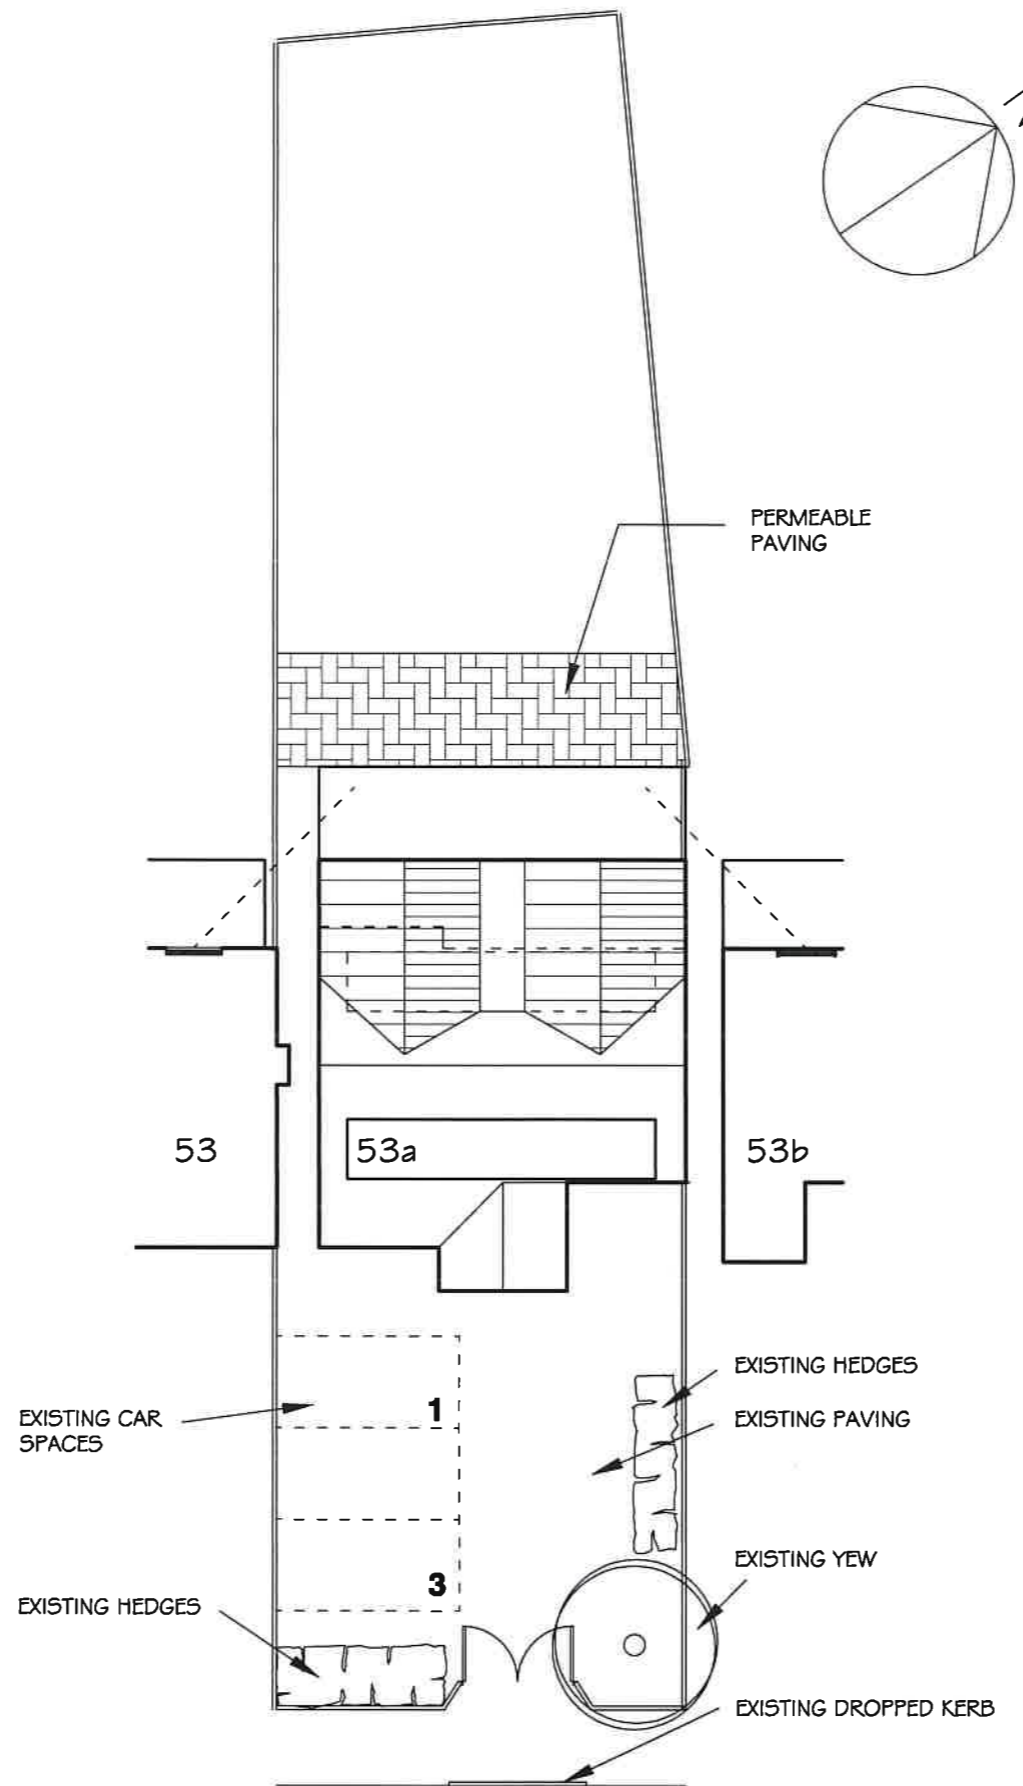 PERMEABLE
PAVING
53
53a
53b
EXISTING HEDGES
EXISTING CAR
SPACES
1
EXISTING PAVING
EXISTING YEW
3
EXISTING HEDGES
EXISTING DROPPED KERB